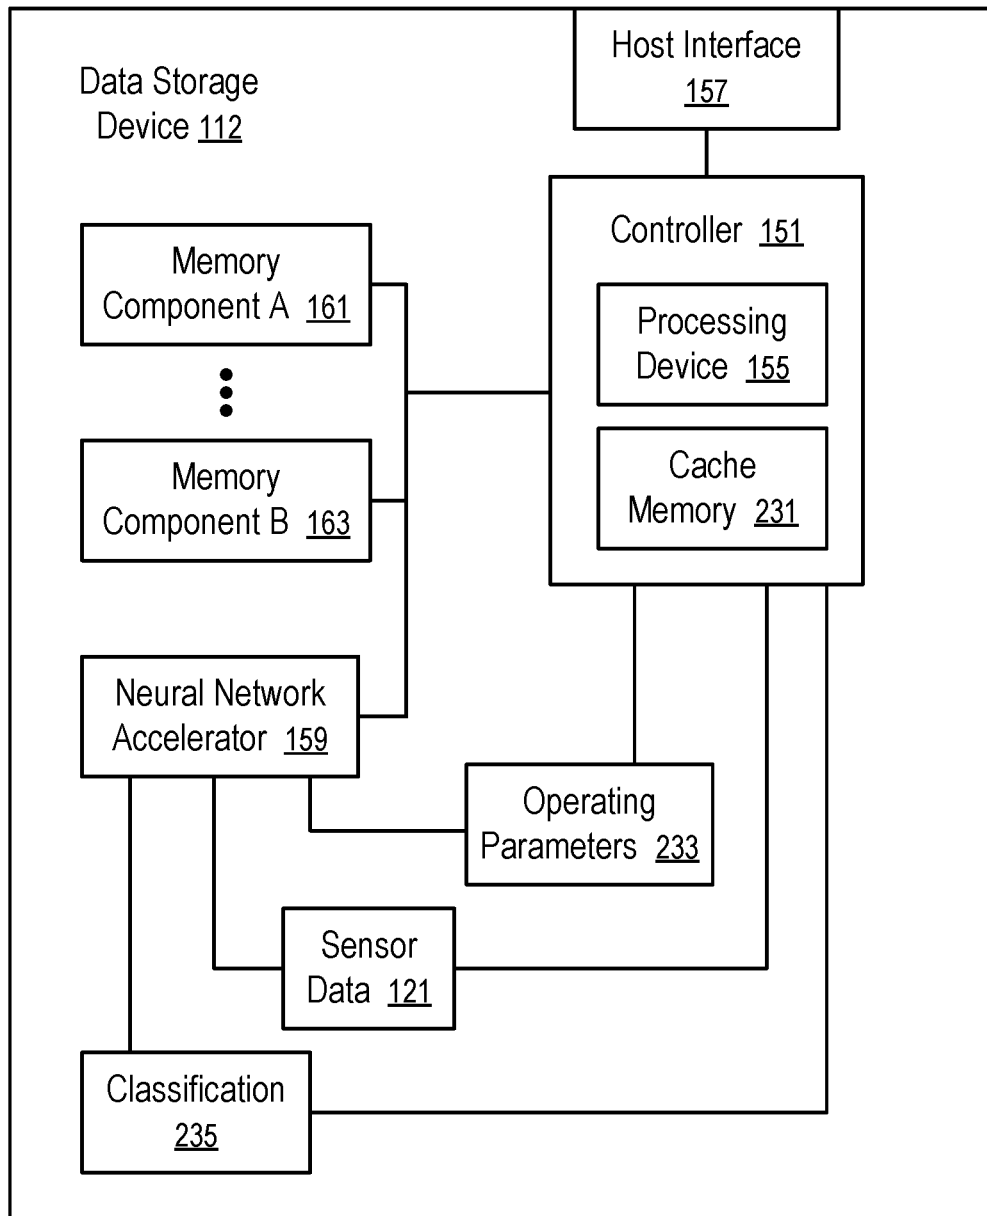 Data Storage
Device 112
Host Interface
157
Controller 151
Processing
Device 155
Cache
Memory 231
Memory
Component A 161
Memory
Component B 163
Neural Network
Accelerator 159
Operating
Parameters 233
Sensor
Data 121
Classification
235